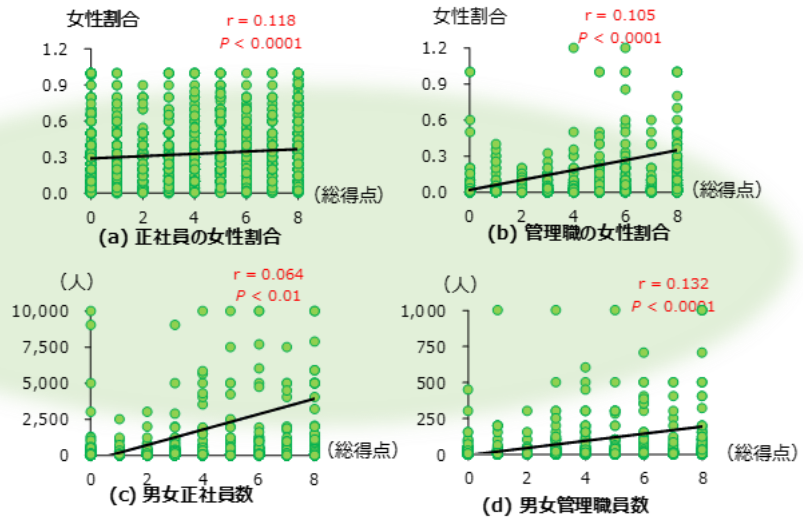 女性割合
r = 0.118
P < 0.0001
1.2
0.9
0.6
0.3
0.0
0 2 4 6 8
(総得点)
(a) 正社員の女性割合
女性割合
r = 0.105
P < 0.0001
1.2
0.9
0.6
0.3
0.0
0 2 4 6 8
(総得点)
(b) 管理職の女性割合
(人)
r = 0.064
P < 0.01
10,000
7,500
5,000
2,500
0
0 2 4 6 8
(総得点)
(c) 男女正社員数
(人)
r = 0.132
P < 0.0001
1,000
750
500
250
0
0 2 4 6 8
(総得点)
(d) 男女管理職員数